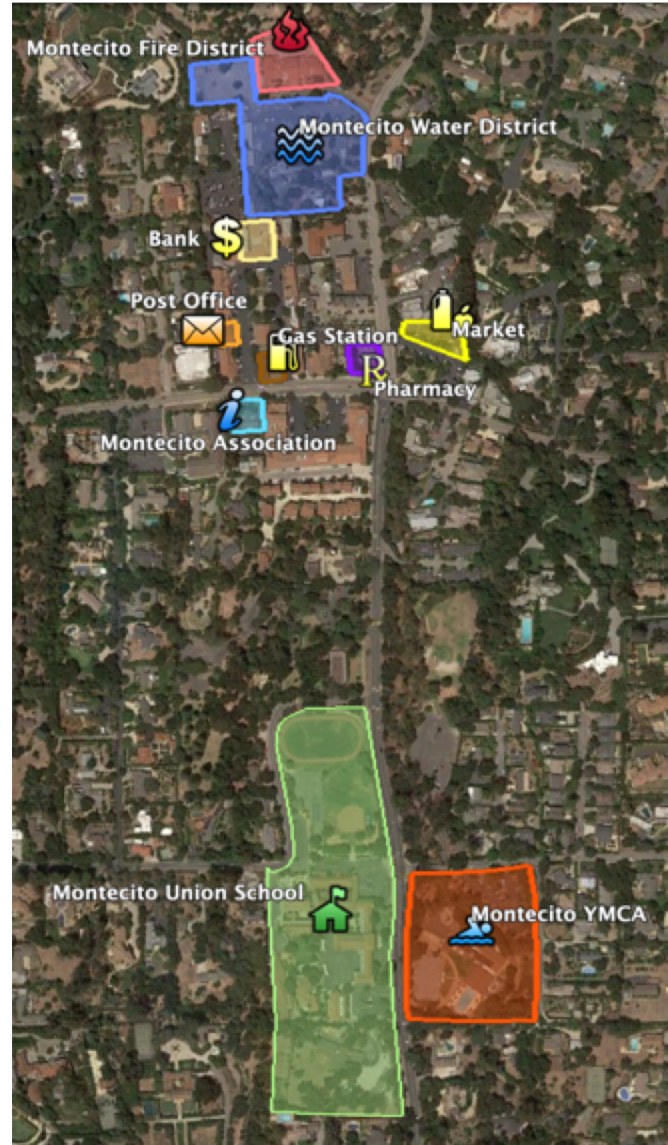 Montecito Fire District
Montecito Water District
Bank
$
Post Office
Gas Station
Market
R
Pharmacy
i
Montecito Association
Montecito Union School
Montecito YMCA